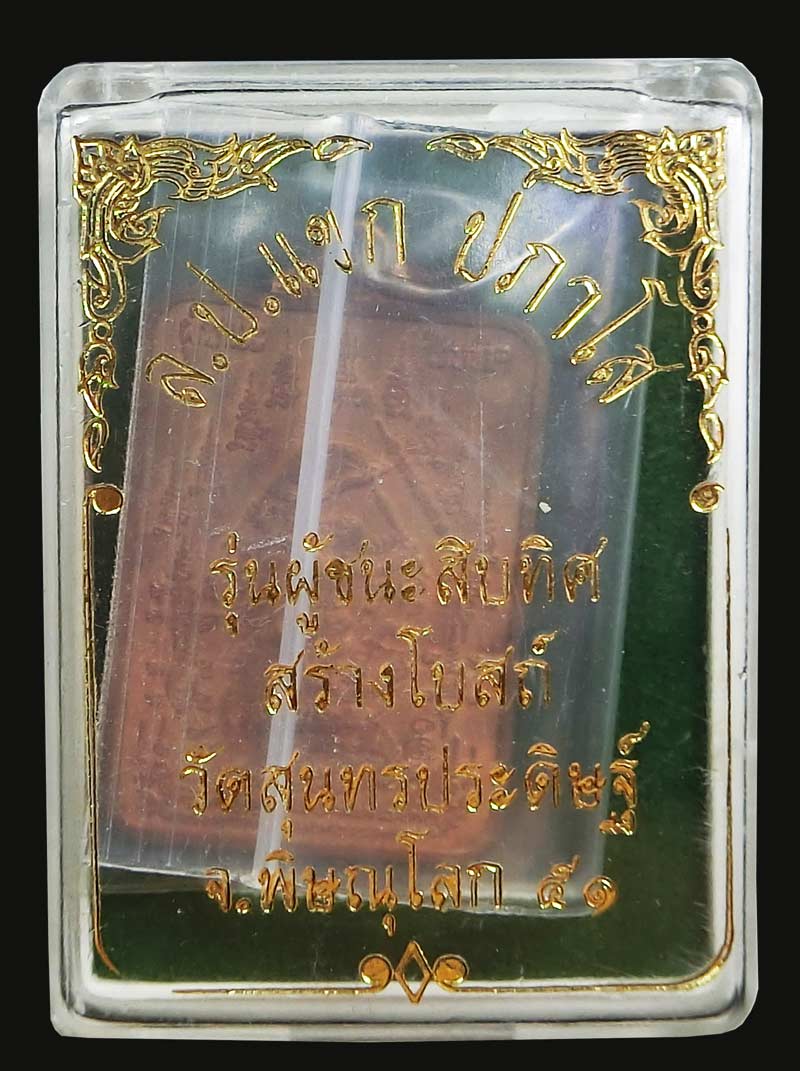 ล.ป.แขก ปภาโส
รุ่นผู้ชนะสิบทิศ
สร้างโบสถ์
วัดสุนทรประดิษฐ์
จ.พิษณุโลก ๕๑